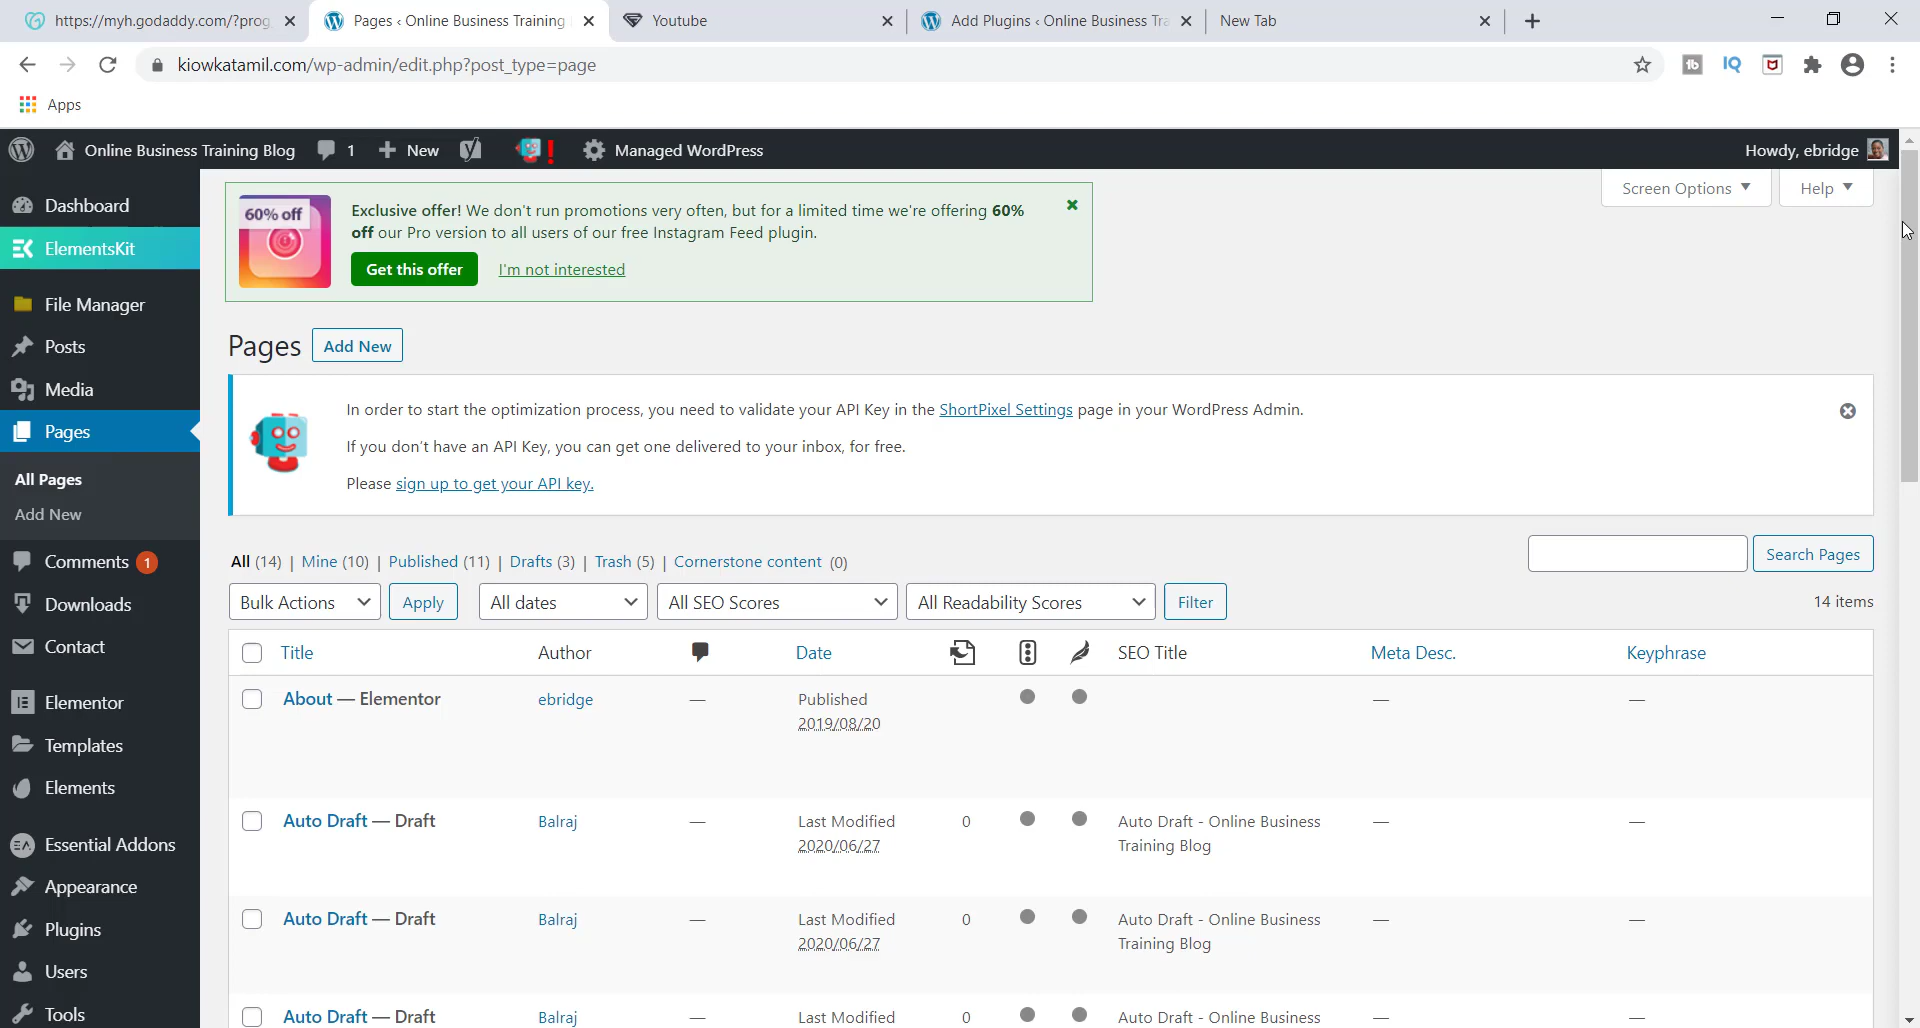 https://myh.godaddy.com/?prog
Pages ‹ Online Business Training
Youtube
Add Plugins ‹ Online Business Tra
New Tab
kiowkatamil.com/wp-admin/edit.php?post_type=page
Apps
Online Business Training Blog
1
New
Managed WordPress
Howdy, ebridge
Screen Options
Help
60% off
Exclusive offer! We don't run promotions very often, but for a limited time we're offering 60%
off our Pro version to all users of our free Instagram Feed plugin.
Get this offer
I'm not interested
Dashboard
ElementsKit
File Manager
Posts
Media
Pages
All Pages
Add New
Comments 1
Downloads
Contact
Elementor
Templates
Elements
Essential Addons
Appearance
Plugins
Users
Tools
Pages
Add New
In order to start the optimization process, you need to validate your API Key in the ShortPixel Settings page in your WordPress Admin.
If you don't have an API Key, you can get one delivered to your inbox, for free.
Please sign up to get your API key.
All (14) | Mine (10) | Published (11) | Drafts (3) | Trash (5) | Cornerstone content (0)
Search Pages
Bulk Actions
Apply
All dates
All SEO Scores
All Readability Scores
Filter
14 items
Title Author Date SEO Title Meta Desc. Keyphrase
About — Elementor ebridge — Published — —
2019/08/20
Auto Draft — Draft Balraj — Last Modified 0 Auto Draft - Online Business — —
2020/06/27 Training Blog
Auto Draft — Draft Balraj — Last Modified 0 Auto Draft - Online Business — —
2020/06/27 Training Blog
Auto Draft — Draft Balraj — Last Modified 0 Auto Draft - Online Business — —